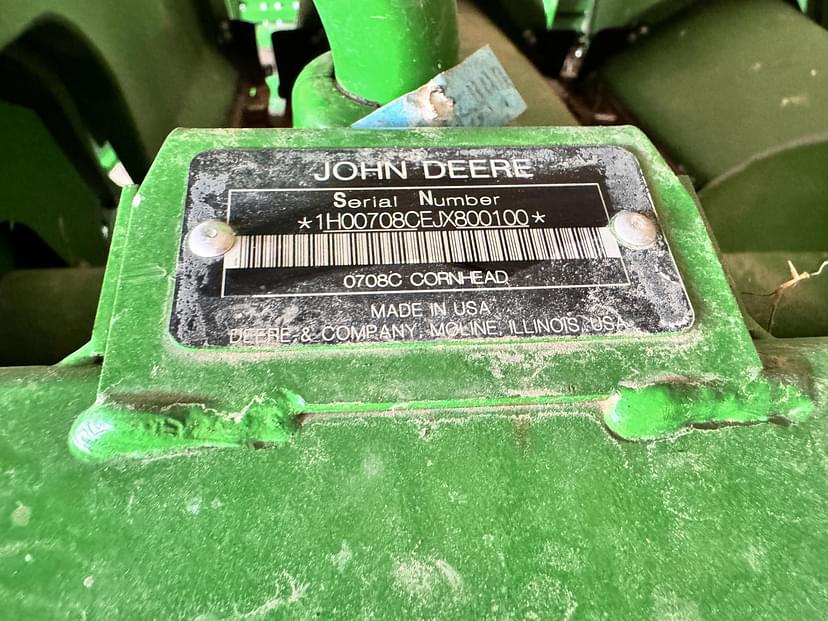 JOHN DEERE
Serial Number
*1H00708CEJX800100*
0708C CORNHEAD
MADE IN USA
DEERE & COMPANY MOLINE, ILLINOIS USA